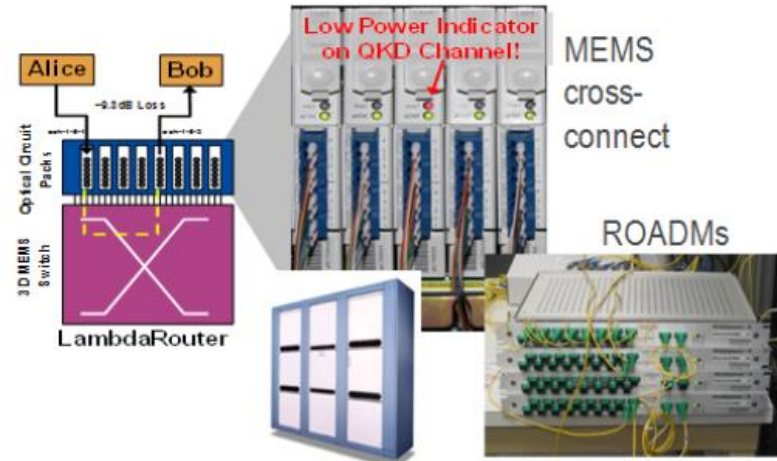 Alice
Bob
~9.8dB Loss
Optical Circuit
Packs
3D MEMS
Switch
LambdaRouter
Low Power Indicator
on QKD Channel!
MEMS
cross-
connect
ROADMs